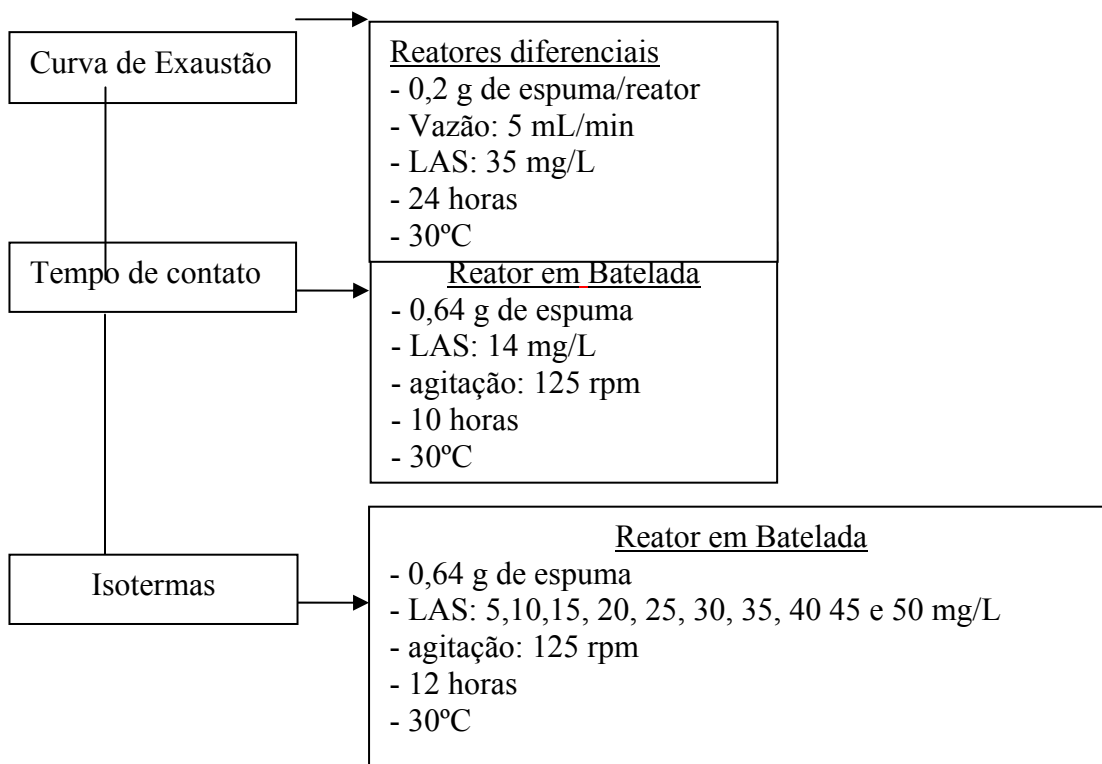 Curva de Exaustão
Reatores diferenciais
- 0,2 g de espuma/reator
- Vazão: 5 mL/min
- LAS: 35 mg/L
- 24 horas
- 30ºC
Tempo de contato
Reator em Batelada
- 0,64 g de espuma
- LAS: 14 mg/L
- agitação: 125 rpm
- 10 horas
- 30ºC
Isotermas
Reator em Batelada
- 0,64 g de espuma
- LAS: 5,10,15, 20, 25, 30, 35, 40 45 e 50 mg/L
- agitação: 125 rpm
- 12 horas
- 30ºC